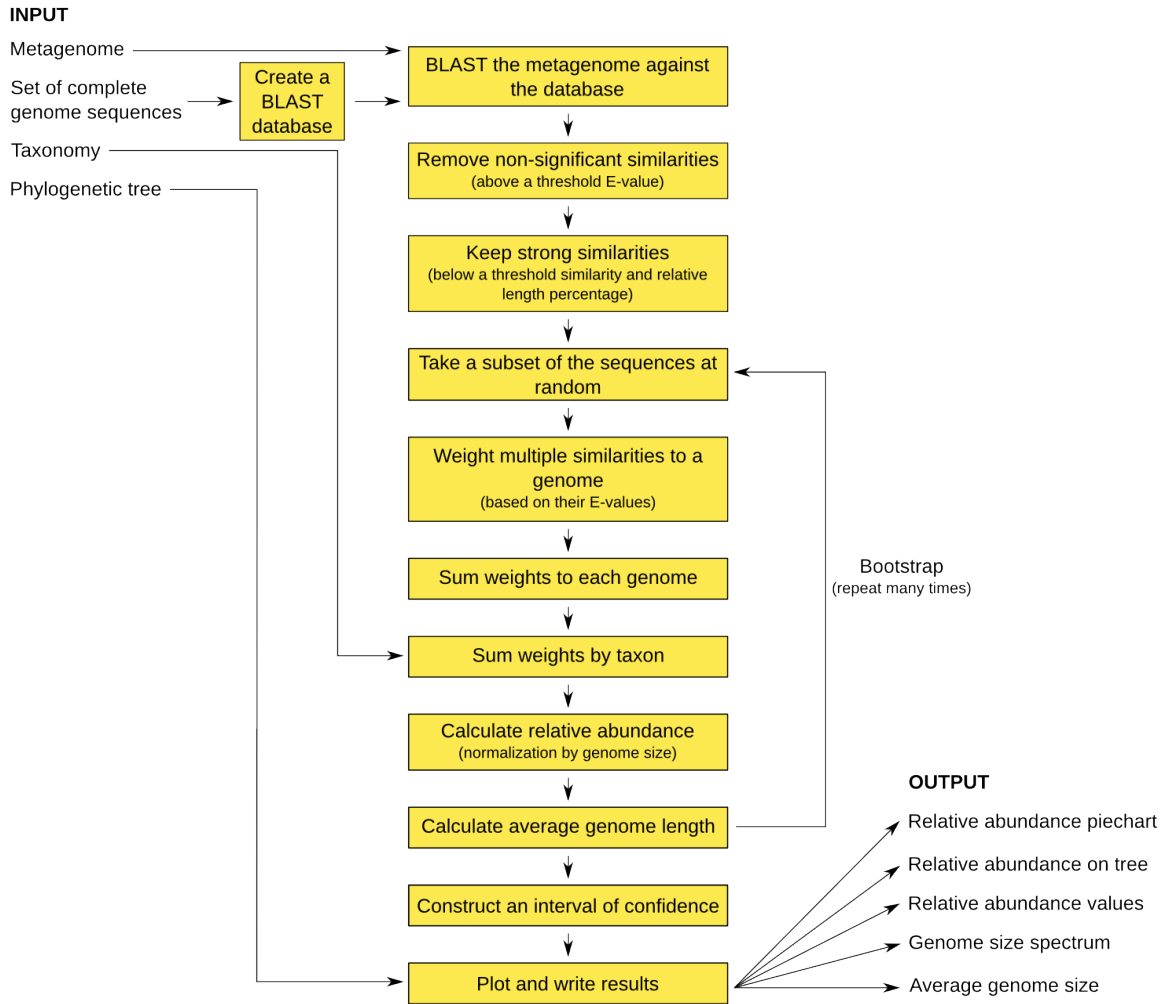 INPUT
Metagenome
Set of complete
genome sequences
Taxonomy
Phylogenetic tree
Create a
BLAST
database
BLAST the metagenome against
the database
Remove non-significant similarities
(above a threshold E-value)
Keep strong similarities
(below a threshold similarity and relative
length percentage)
Take a subset of the sequences at
random
Weight multiple similarities to a
genome
(based on their E-values)
Sum weights to each genome
Sum weights by taxon
Calculate relative abundance
(normalization by genome size)
Calculate average genome length
Construct an interval of confidence
Plot and write results
Bootstrap
(repeat many times)
OUTPUT
Relative abundance piechart
Relative abundance on tree
Relative abundance values
Genome size spectrum
Average genome size